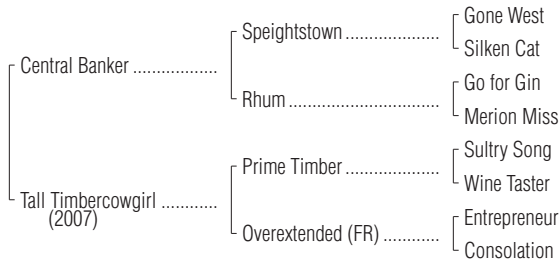 Gone West
Speightstown ..................
Silken Cat
Central Banker ................
Go for Gin
Rhum ............................
Merion Miss
Sultry Song
Prime Timber ...................
Wine Taster
Tall Timbercowgirl ...........
(2007)
Entrepreneur
Overextended (FR) ...........
Consolation